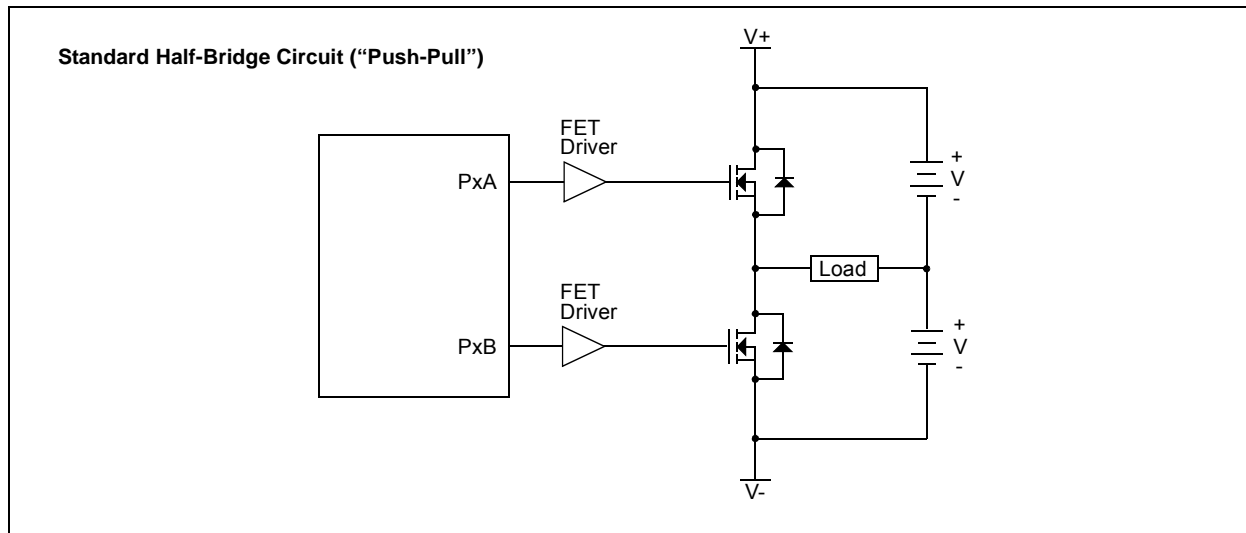 Standard Half-Bridge Circuit (“Push-Pull”)
V+
FET
Driver
PxA
+
V
-
Load
FET
Driver
PxB
+
V
-
V-